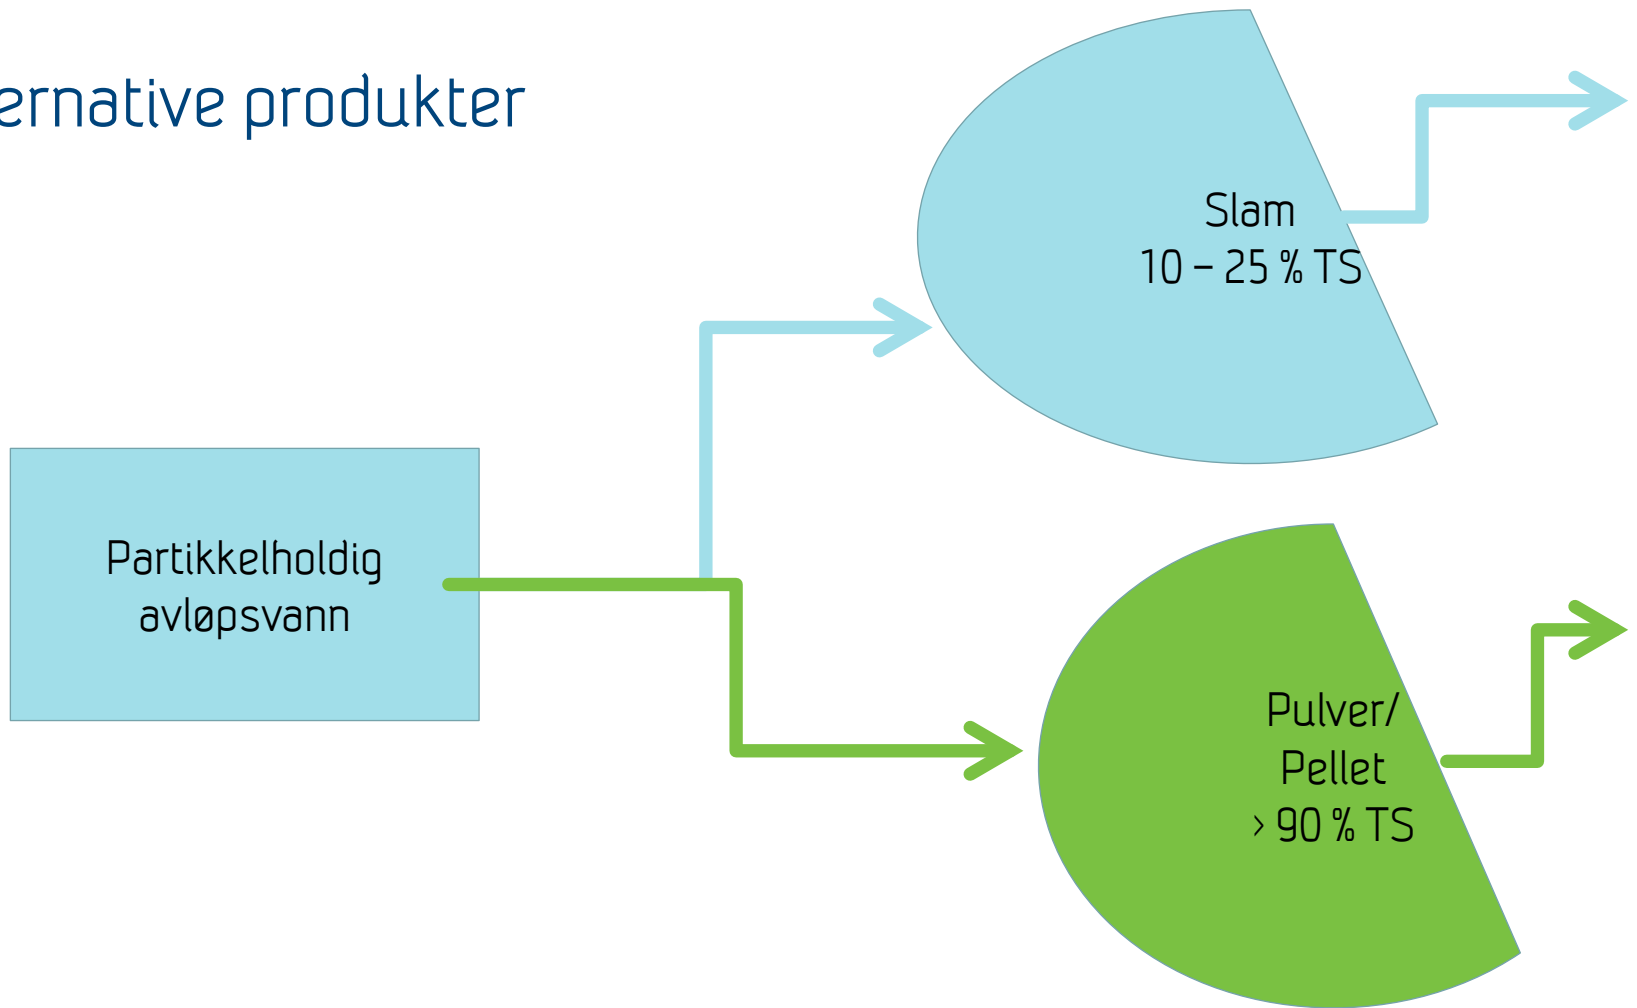 ernative produkter
Slam
10 – 25 % TS
Partikkelholdig
avløpsvann
Pulver/
Pellet
> 90 % TS